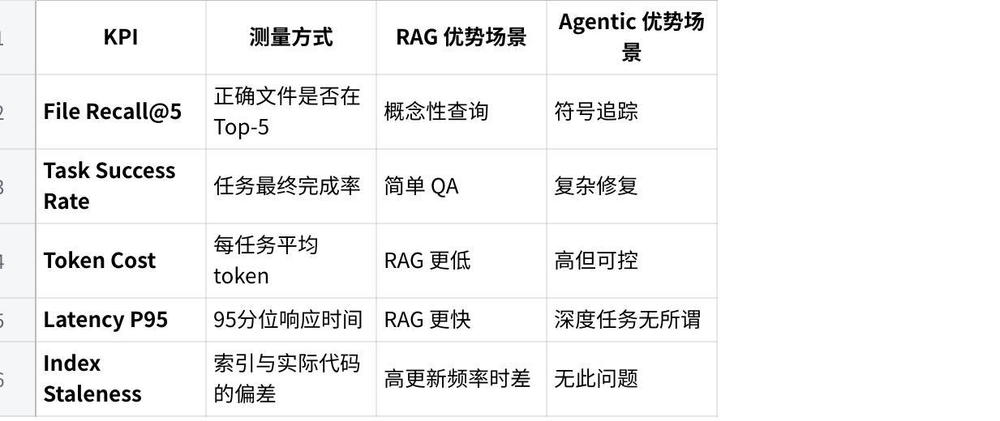 1
KPI
测量方式
RAG 优势场景
Agentic 优势场
景
2
File Recall@5
正确文件是否在
Top-5
概念性查询
符号追踪
3
Task Success
Rate
任务最终完成率
简单 QA
复杂修复
4
Token Cost
每任务平均
token
RAG 更低
高但可控
5
Latency P95
95分位响应时间
RAG 更快
深度任务无所谓
6
Index
Staleness
索引与实际代码
的偏差
高更新频率时差
无此问题